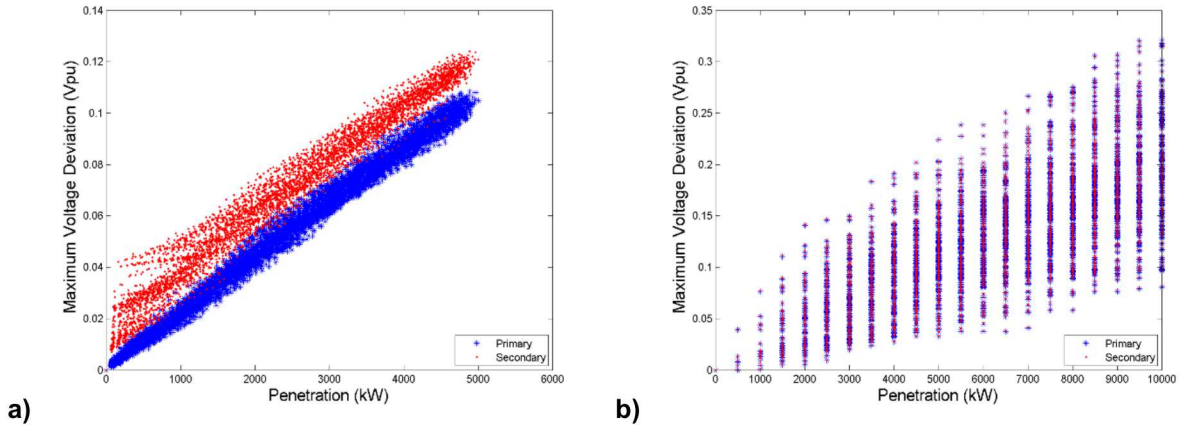 0.14
0.12
0.1
0.08
0.06
0.04
0.02
0
Maximum Voltage Deviation (Vpu)
0 1000 2000 3000 4000 5000 6000
Penetration (kW)
Primary
Secondary
a)
0.35
0.3
0.25
0.2
0.15
0.1
0.05
0
Maximum Voltage Deviation (Vpu)
0 1000 2000 3000 4000 5000 6000 7000 8000 9000 10000
Penetration (kW)
Primary
Secondary
b)